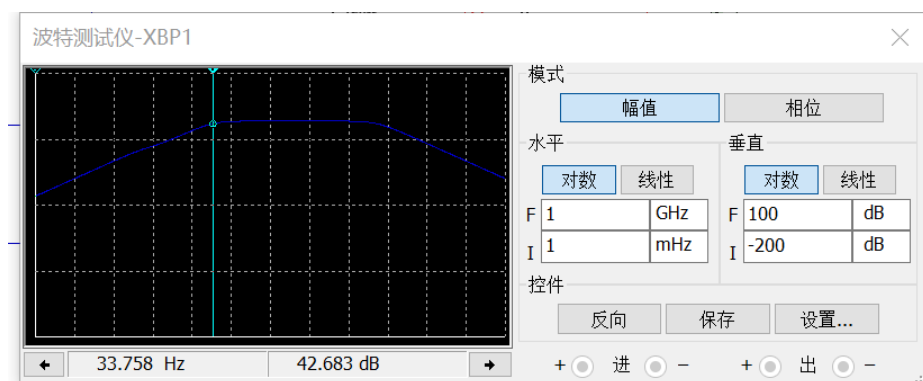 波特测试仪-XBP1
模式
幅值 相位
水平 垂直
对数 线性 对数 线性
F 1 GHz F 100 dB
I 1 mHz I -200 dB
控件
反向 保存 设置...
33.758 Hz 42.683 dB + 进 − + 出 −